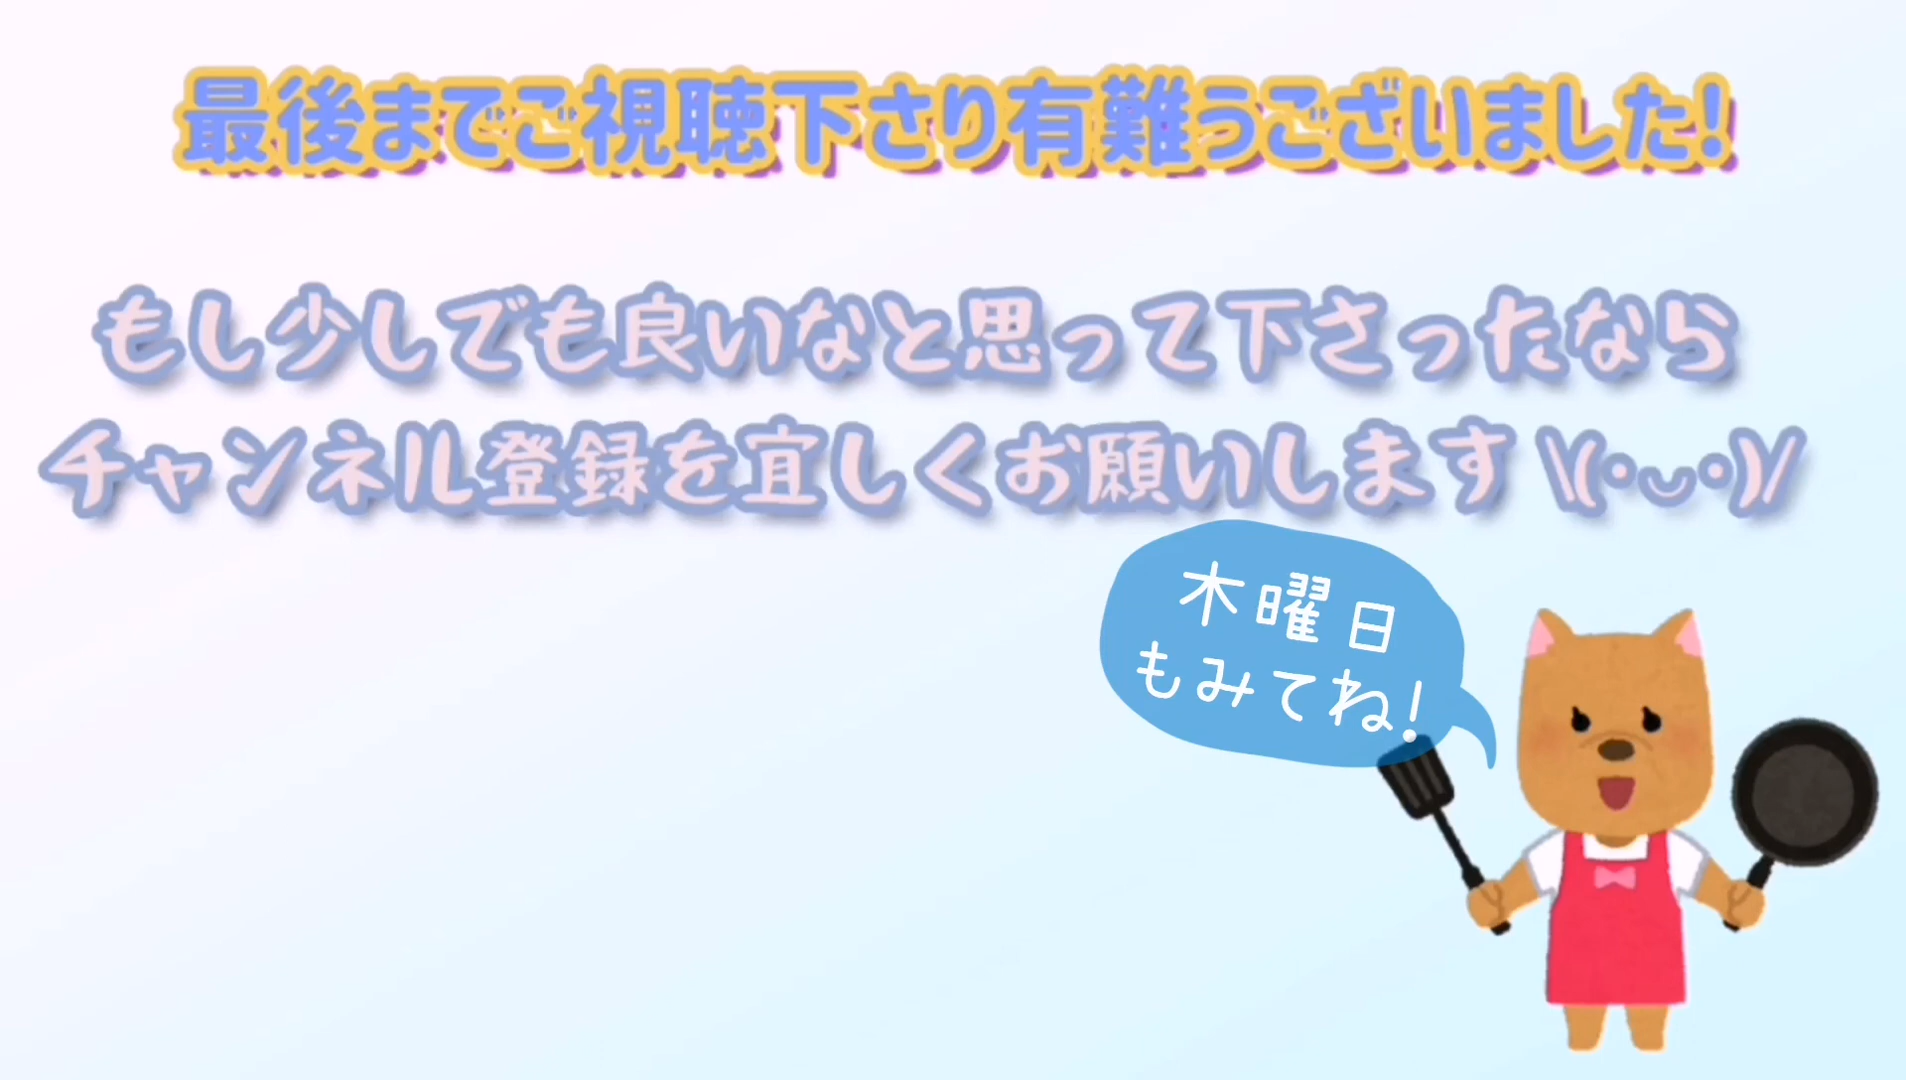 最後までご視聴下さり有難うございました!
もし少しでも良いなと思って下さったなら
チャンネル登録を宜しくお願いします \(•ᴗ•)/
木曜日
もみてね!